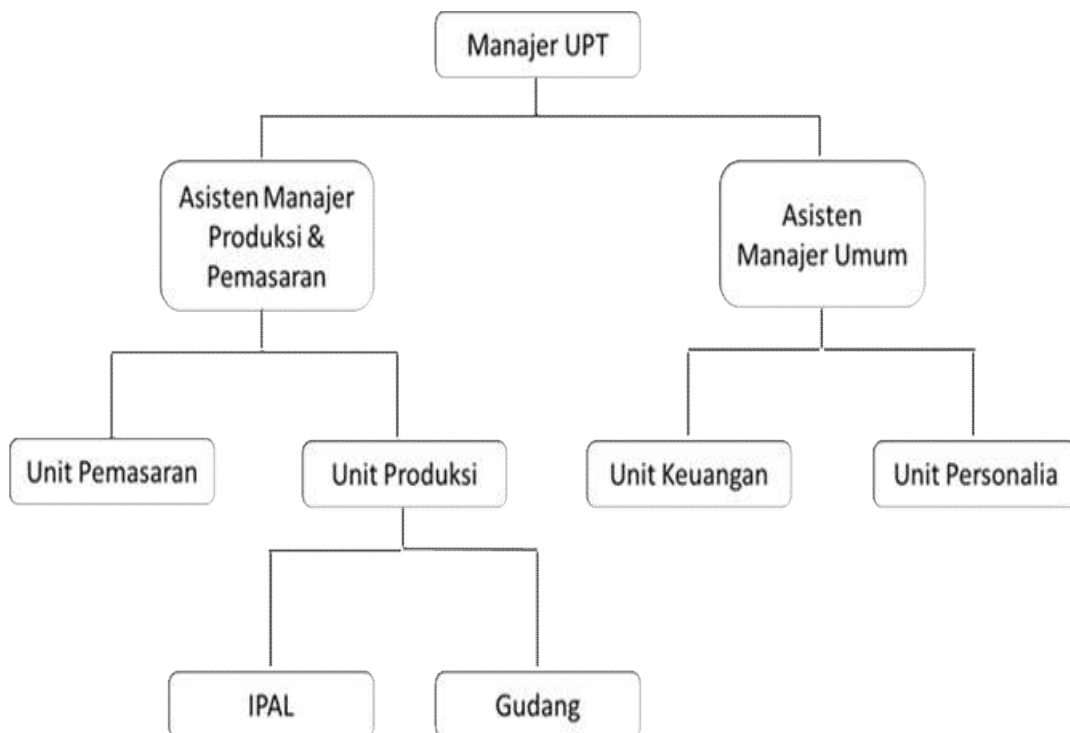 Manajer UPT
Asisten Manajer
Produksi &
Pemasaran
Asisten
Manajer Umum
Unit Pemasaran
Unit Produksi
Unit Keuangan
Unit Personalia
IPAL
Gudang